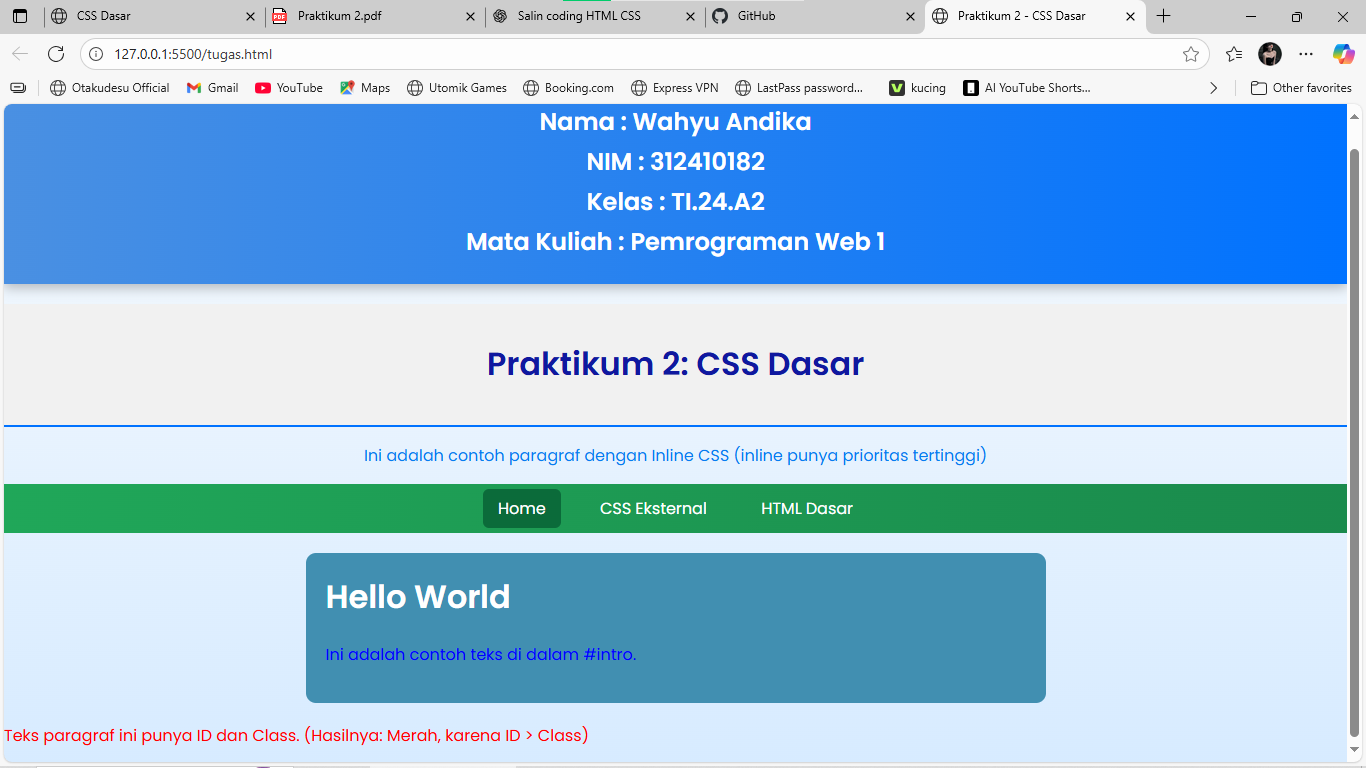 CSS Dasar
Praktikum 2.pdf
Salin coding HTML CSS
GitHub
Praktikum 2 - CSS Dasar
127.0.0.1:5500/tugas.html
Otakudesu Official
Gmail
YouTube
Maps
Utomik Games
Booking.com
Express VPN
LastPass password...
kucing
AI YouTube Shorts...
Other favorites
Nama : Wahyu Andika
NIM : 312410182
Kelas : TI.24.A2
Mata Kuliah : Pemrograman Web 1
Praktikum 2: CSS Dasar
Ini adalah contoh paragraf dengan Inline CSS (inline punya prioritas tertinggi)
Home
CSS Eksternal
HTML Dasar
Hello World
Ini adalah contoh teks di dalam #intro.
Teks paragraf ini punya ID dan Class. (Hasilnya: Merah, karena ID > Class)